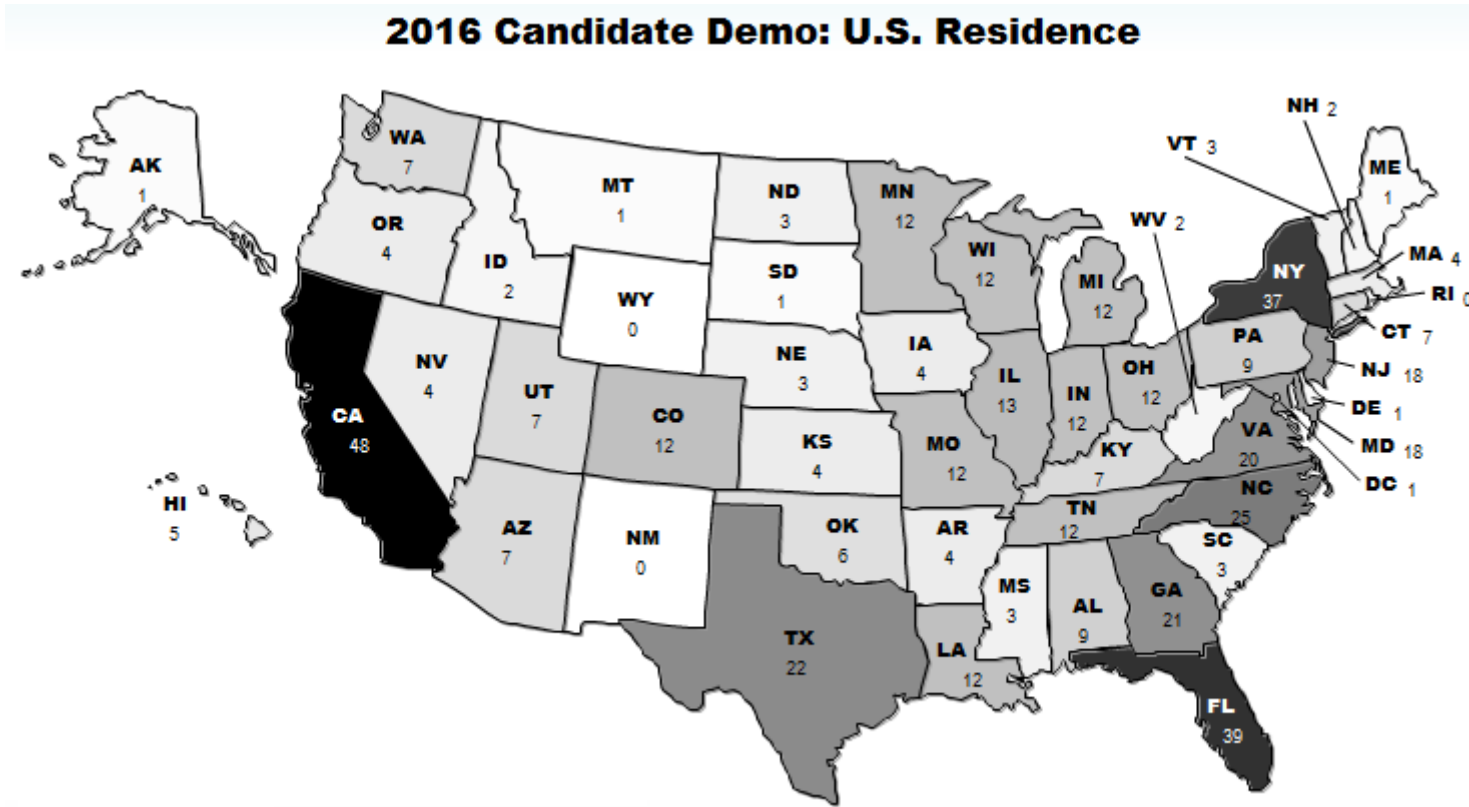 2016 Candidate Demo: U.S. Residence
NH 2
VT 3
WA
7
AK
1
ME
1
MT
1
ND
3
MN
12
WV 2
OR
4
WI
12
MA 4
ID
2
SD
1
NY
37
MI
12
RI 0
WY
0
CT 7
PA
9
IA
4
NE
3
NV
4
OH
12
NJ 18
IL
13
UT
7
IN
12
DE 1
CA
48
CO
12
VA
20
KS
4
MO
12
MD 18
KY
7
DC 1
NC
25
HI
5
TN
12
AZ
7
OK
6
AR
4
NM
0
SC
3
MS
3
GA
21
AL
9
TX
22
LA
12
FL
39